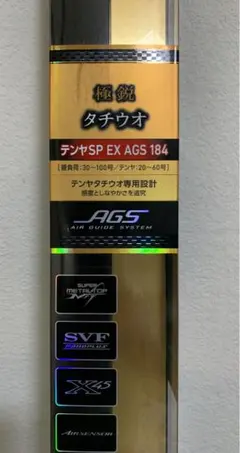 極鋭
タチウオ
テンヤSP EX AGS 184
[錘負荷:30~100号/テンヤ:20~60号]
テンヤタチウオ専用設計
感度としなやかさを追究
AGS
AIR GUIDE SYSTEM
SUPER
METAL TOP
SVF
X45
AIRSENSOR